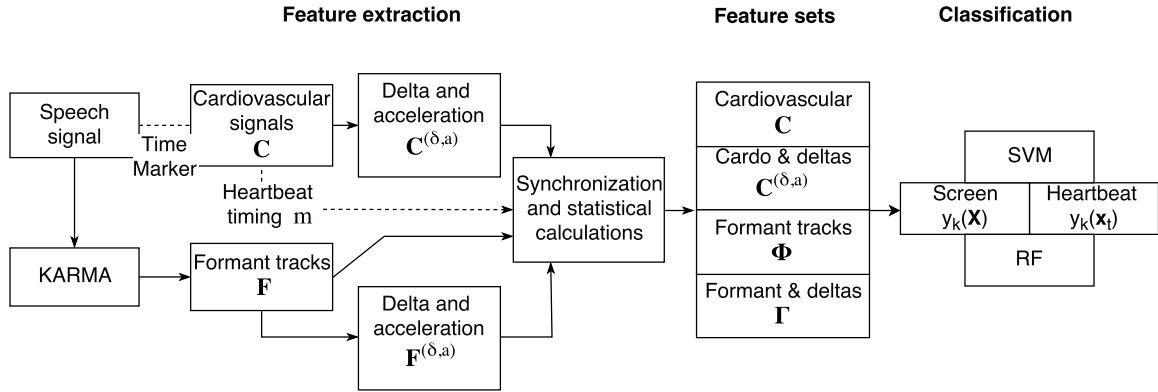 Feature extraction
Feature sets
Classification
Speech
signal
Time
Marker
Cardiovascular
signals
C
Delta and
acceleration
C(δ,a)
Heartbeat
timing m
KARMA
Formant tracks
F
Delta and
acceleration
F(δ,a)
Synchronization
and statistical
calculations
Cardiovascular
C
Cardo & deltas
C(δ,a)
Formant tracks
Φ
Formant & deltas
Γ
SVM
Screen
yk(X)
Heartbeat
yk(xt)
RF